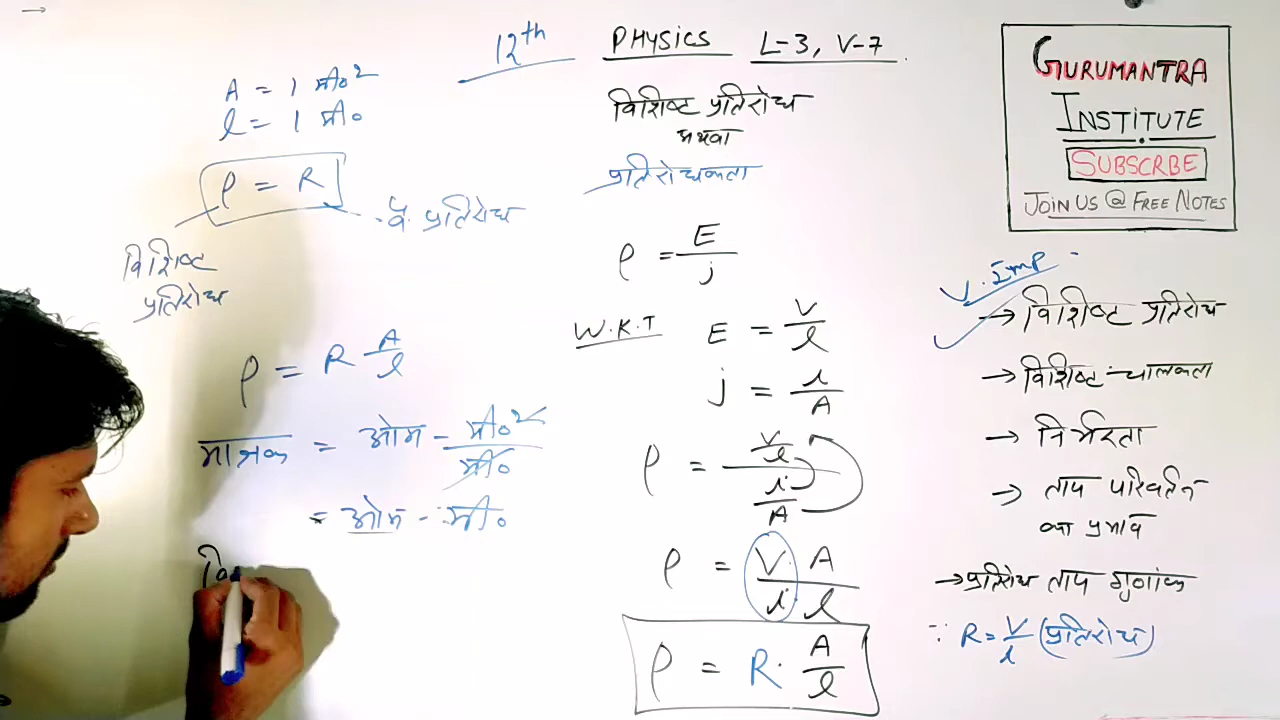 12th PHYSICS L-3, V-7.
A = 1 मी०²
l = 1 मी०
ρ = R
वै. प्रतिरोध
विशिष्ट
प्रतिरोध
ρ = R A/l
मात्रक = ओम - मी०²/मी०
= ओम - मी०
वि
विशिष्ट प्रतिरोध
अथवा
प्रतिरोधकता
ρ = E/j
W.K.T E = V/l
j = i/A
ρ = V/l / i/A
ρ = V A / i l
ρ = R. A/l
GURUMANTRA
INSTITUTE
SUBSCRBE
JOIN US @ FREE NOTES
V. Imp
→ विशिष्ट प्रतिरोध
→ विशिष्ट-चालकता
→ निर्भरता
→ ताप परिवर्तन
का प्रभाव
→ प्रतिरोध ताप गुणांक
∵ R = V/i (प्रतिरोध)